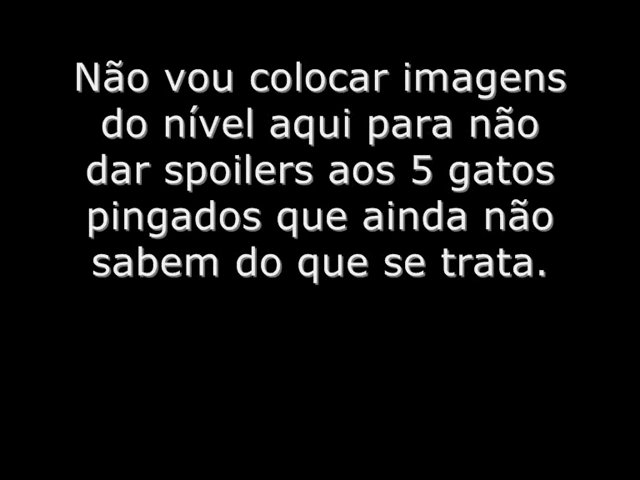 Não vou colocar imagens
do nível aqui para não
dar spoilers aos 5 gatos
pingados que ainda não
sabem do que se trata.